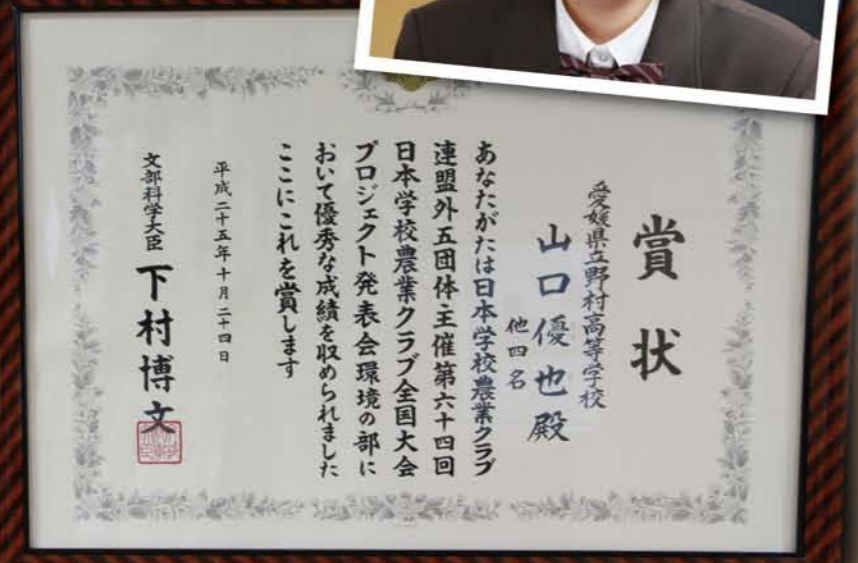 賞状
愛媛県立野村高等学校
山口優也殿
他四名
あなたがたは日本学校農業クラブ
連盟外五団体主催第六十四回
日本学校農業クラブ全国大会
プロジェクト発表会環境の部に
おいて優秀な成績を収められました
ここにこれを賞します
平成二十五年十月二十四日
文部科学大臣 下村博文